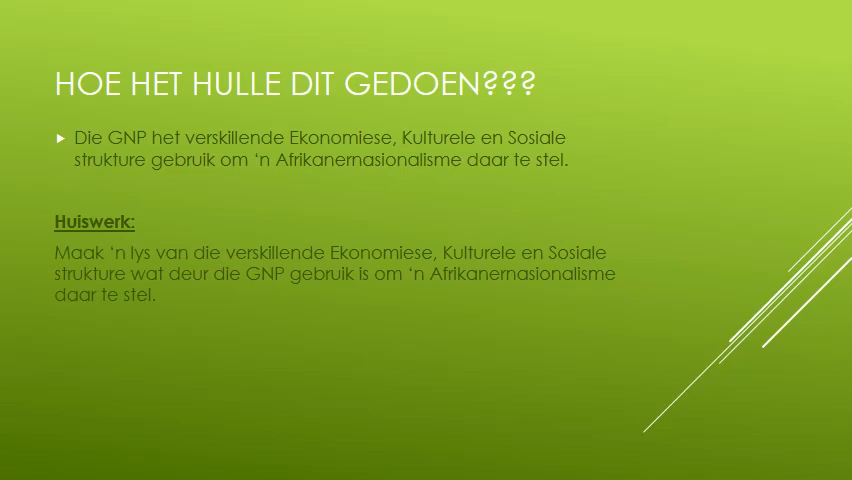 HOE HET HULLE DIT GEDOEN???
Die GNP het verskillende Ekonomiese, Kulturele en Sosiale
strukture gebruik om ‘n Afrikanernasionalisme daar te stel.
Huiswerk:
Maak ‘n lys van die verskillende Ekonomiese, Kulturele en Sosiale
strukture wat deur die GNP gebruik is om ‘n Afrikanernasionalisme
daar te stel.